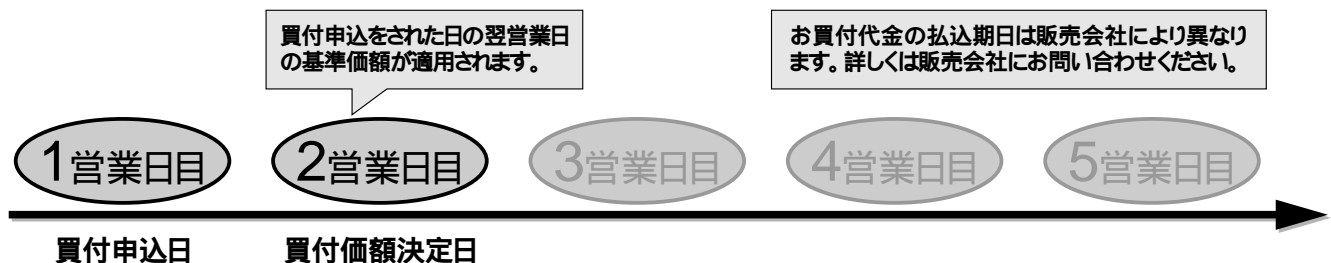 買付申込をされた日の翌営業日
の基準価額が適用されます。
お買付代金の払込期日は販売会社により異なり
ます。詳しくは販売会社にお問い合わせください。
1営業日目
2営業日目
3営業日目
4営業日目
5営業日目
買付申込日
買付価額決定日